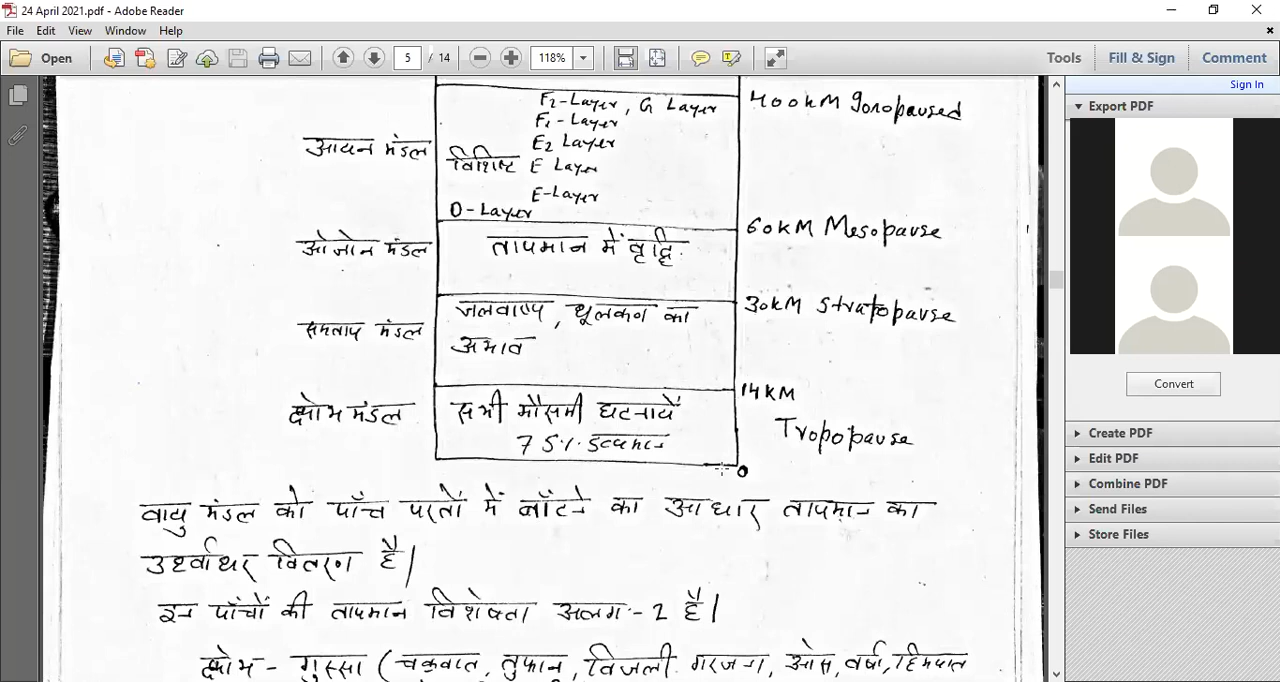 24 April 2021.pdf - Adobe Reader
File Edit View Window Help
Open 5 / 14 118% Tools Fill & Sign Comment
Sign In
Export PDF
Convert
Create PDF
Edit PDF
Combine PDF
Send Files
Store Files
F2-Layer, G Layer
400KM Ionopaused
F1-Layer
E2 Layer
आयन मंडल
विशिष्ट E Layer
E-Layer
D-Layer
60KM Mesopause
ओजोन मंडल तापमान में वृद्धि
30KM Stratopause
जलवाष्प, धूलकण का
समताप मंडल
अभाव
14KM
क्षोभ मंडल सभी मौसमी घटनायें
Tropopause
75%
0
वायु मंडल को पाँच परतों में बाँटने का आधार तापमान का
उर्ध्वाधर वितरण है।
इन पाँचों की तापमान विशेषता अलग-2 है।
क्षोभ - गुस्सा (चक्रवात, तुफान, बिजली गरजना, ओस, वर्षा, हिमपात